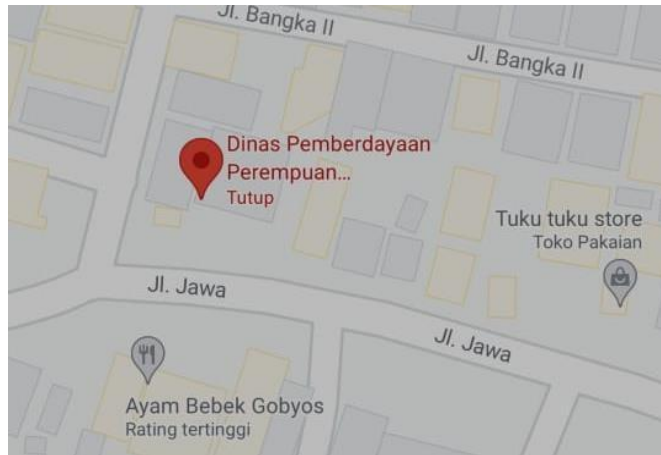 Jl. Bangka II
Jl. Bangka II
Dinas Pemberdayaan
Perempuan...
Tutup
Tuku tuku store
Toko Pakaian
Jl. Jawa
Jl. Jawa
Ayam Bebek Gobyos
Rating tertinggi